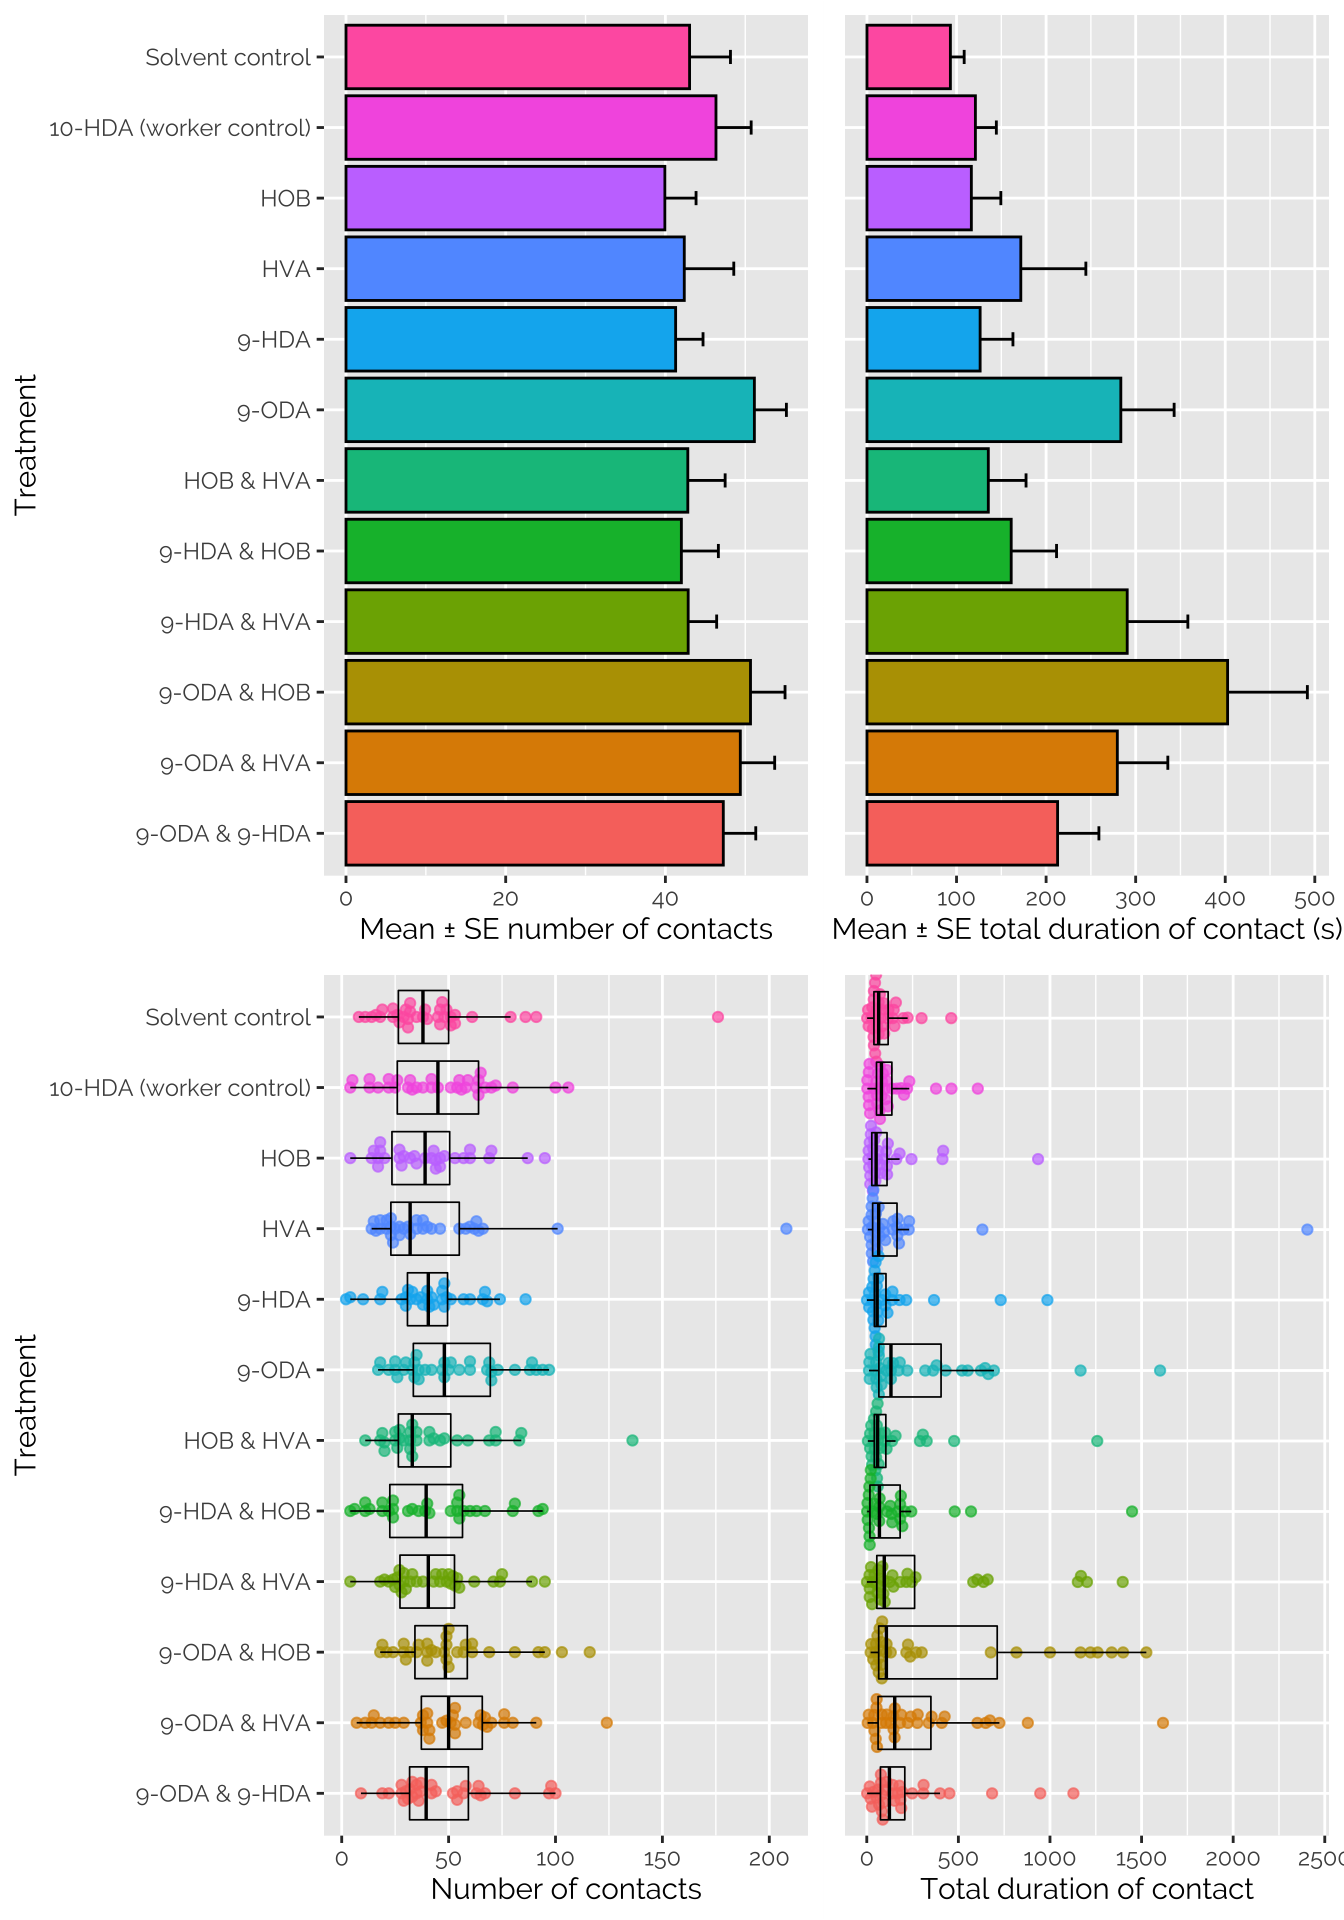 Treatment
Solvent control
10-HDA (worker control)
HOB
HVA
9-HDA
9-ODA
HOB & HVA
9-HDA & HOB
9-HDA & HVA
9-ODA & HOB
9-ODA & HVA
9-ODA & 9-HDA
0 20 40
Mean ± SE number of contacts
0 100 200 300 400 500
Mean ± SE total duration of contact (s)
Treatment
Solvent control
10-HDA (worker control)
HOB
HVA
9-HDA
9-ODA
HOB & HVA
9-HDA & HOB
9-HDA & HVA
9-ODA & HOB
9-ODA & HVA
9-ODA & 9-HDA
0 50 100 150 200
Number of contacts
0 500 1000 1500 2000 2500
Total duration of contact